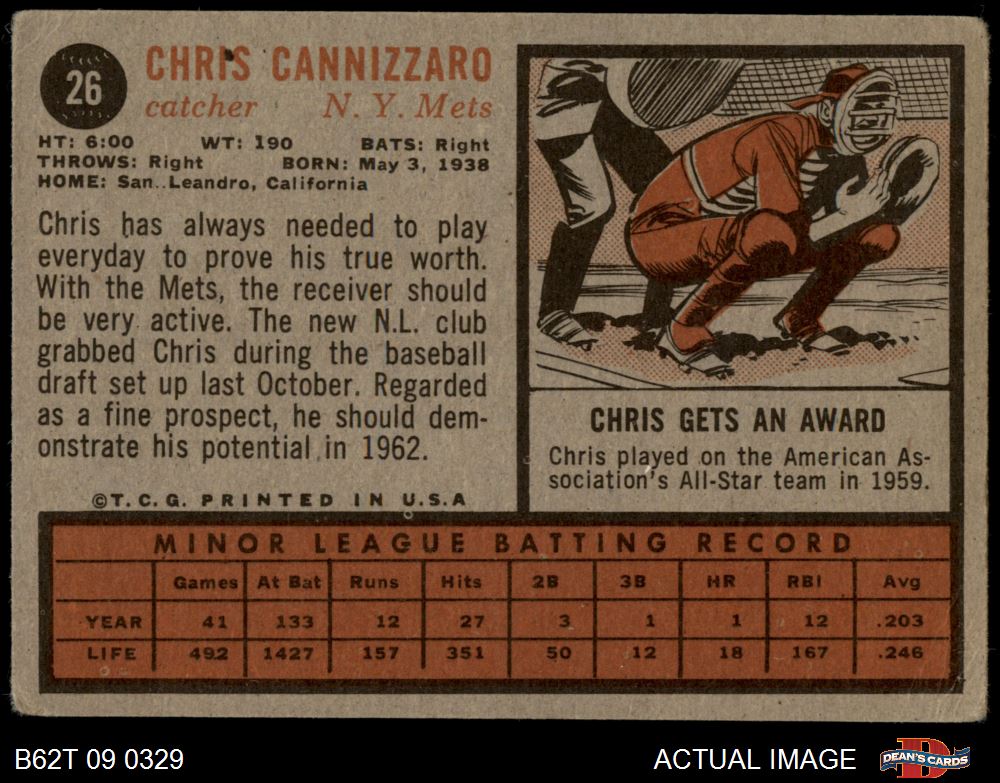 26
CHRIS CANNIZZARO
catcher N. Y. Mets
HT: 6:00 WT: 190 BATS: Right
THROWS: Right BORN: May 3, 1938
HOME: San Leandro, California
Chris has always needed to play
everyday to prove his true worth.
With the Mets, the receiver should
be very active. The new N.L. club
grabbed Chris during the baseball
draft set up last October. Regarded
as a fine prospect, he should dem-
onstrate his potential in 1962.
©T.C.G. PRINTED IN U.S.A
CHRIS GETS AN AWARD
Chris played on the American As-
sociation's All-Star team in 1959.
MINOR LEAGUE BATTING RECORD
Games At Bat Runs Hits 2B 3B HR RBI Avg
YEAR 41 133 12 27 3 1 1 12 .203
LIFE 492 1427 157 351 50 12 18 167 .246
B62T 09 0329 ACTUAL IMAGE DEAN'S CARDS